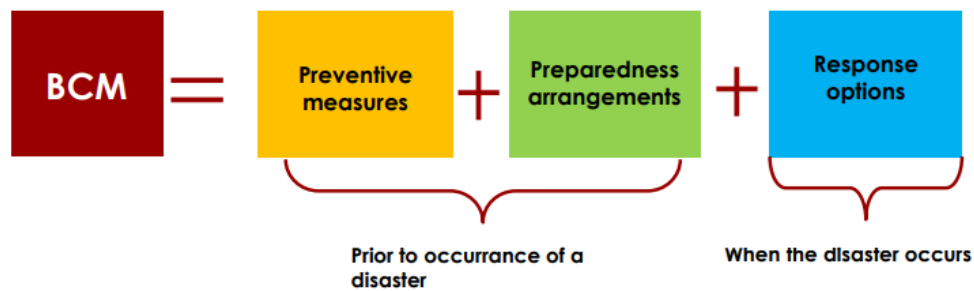 BCM
=
Preventive
measures
+
Preparedness
arrangements
+
Response
options
Prior to occurrance of a
disaster
When the disaster occurs